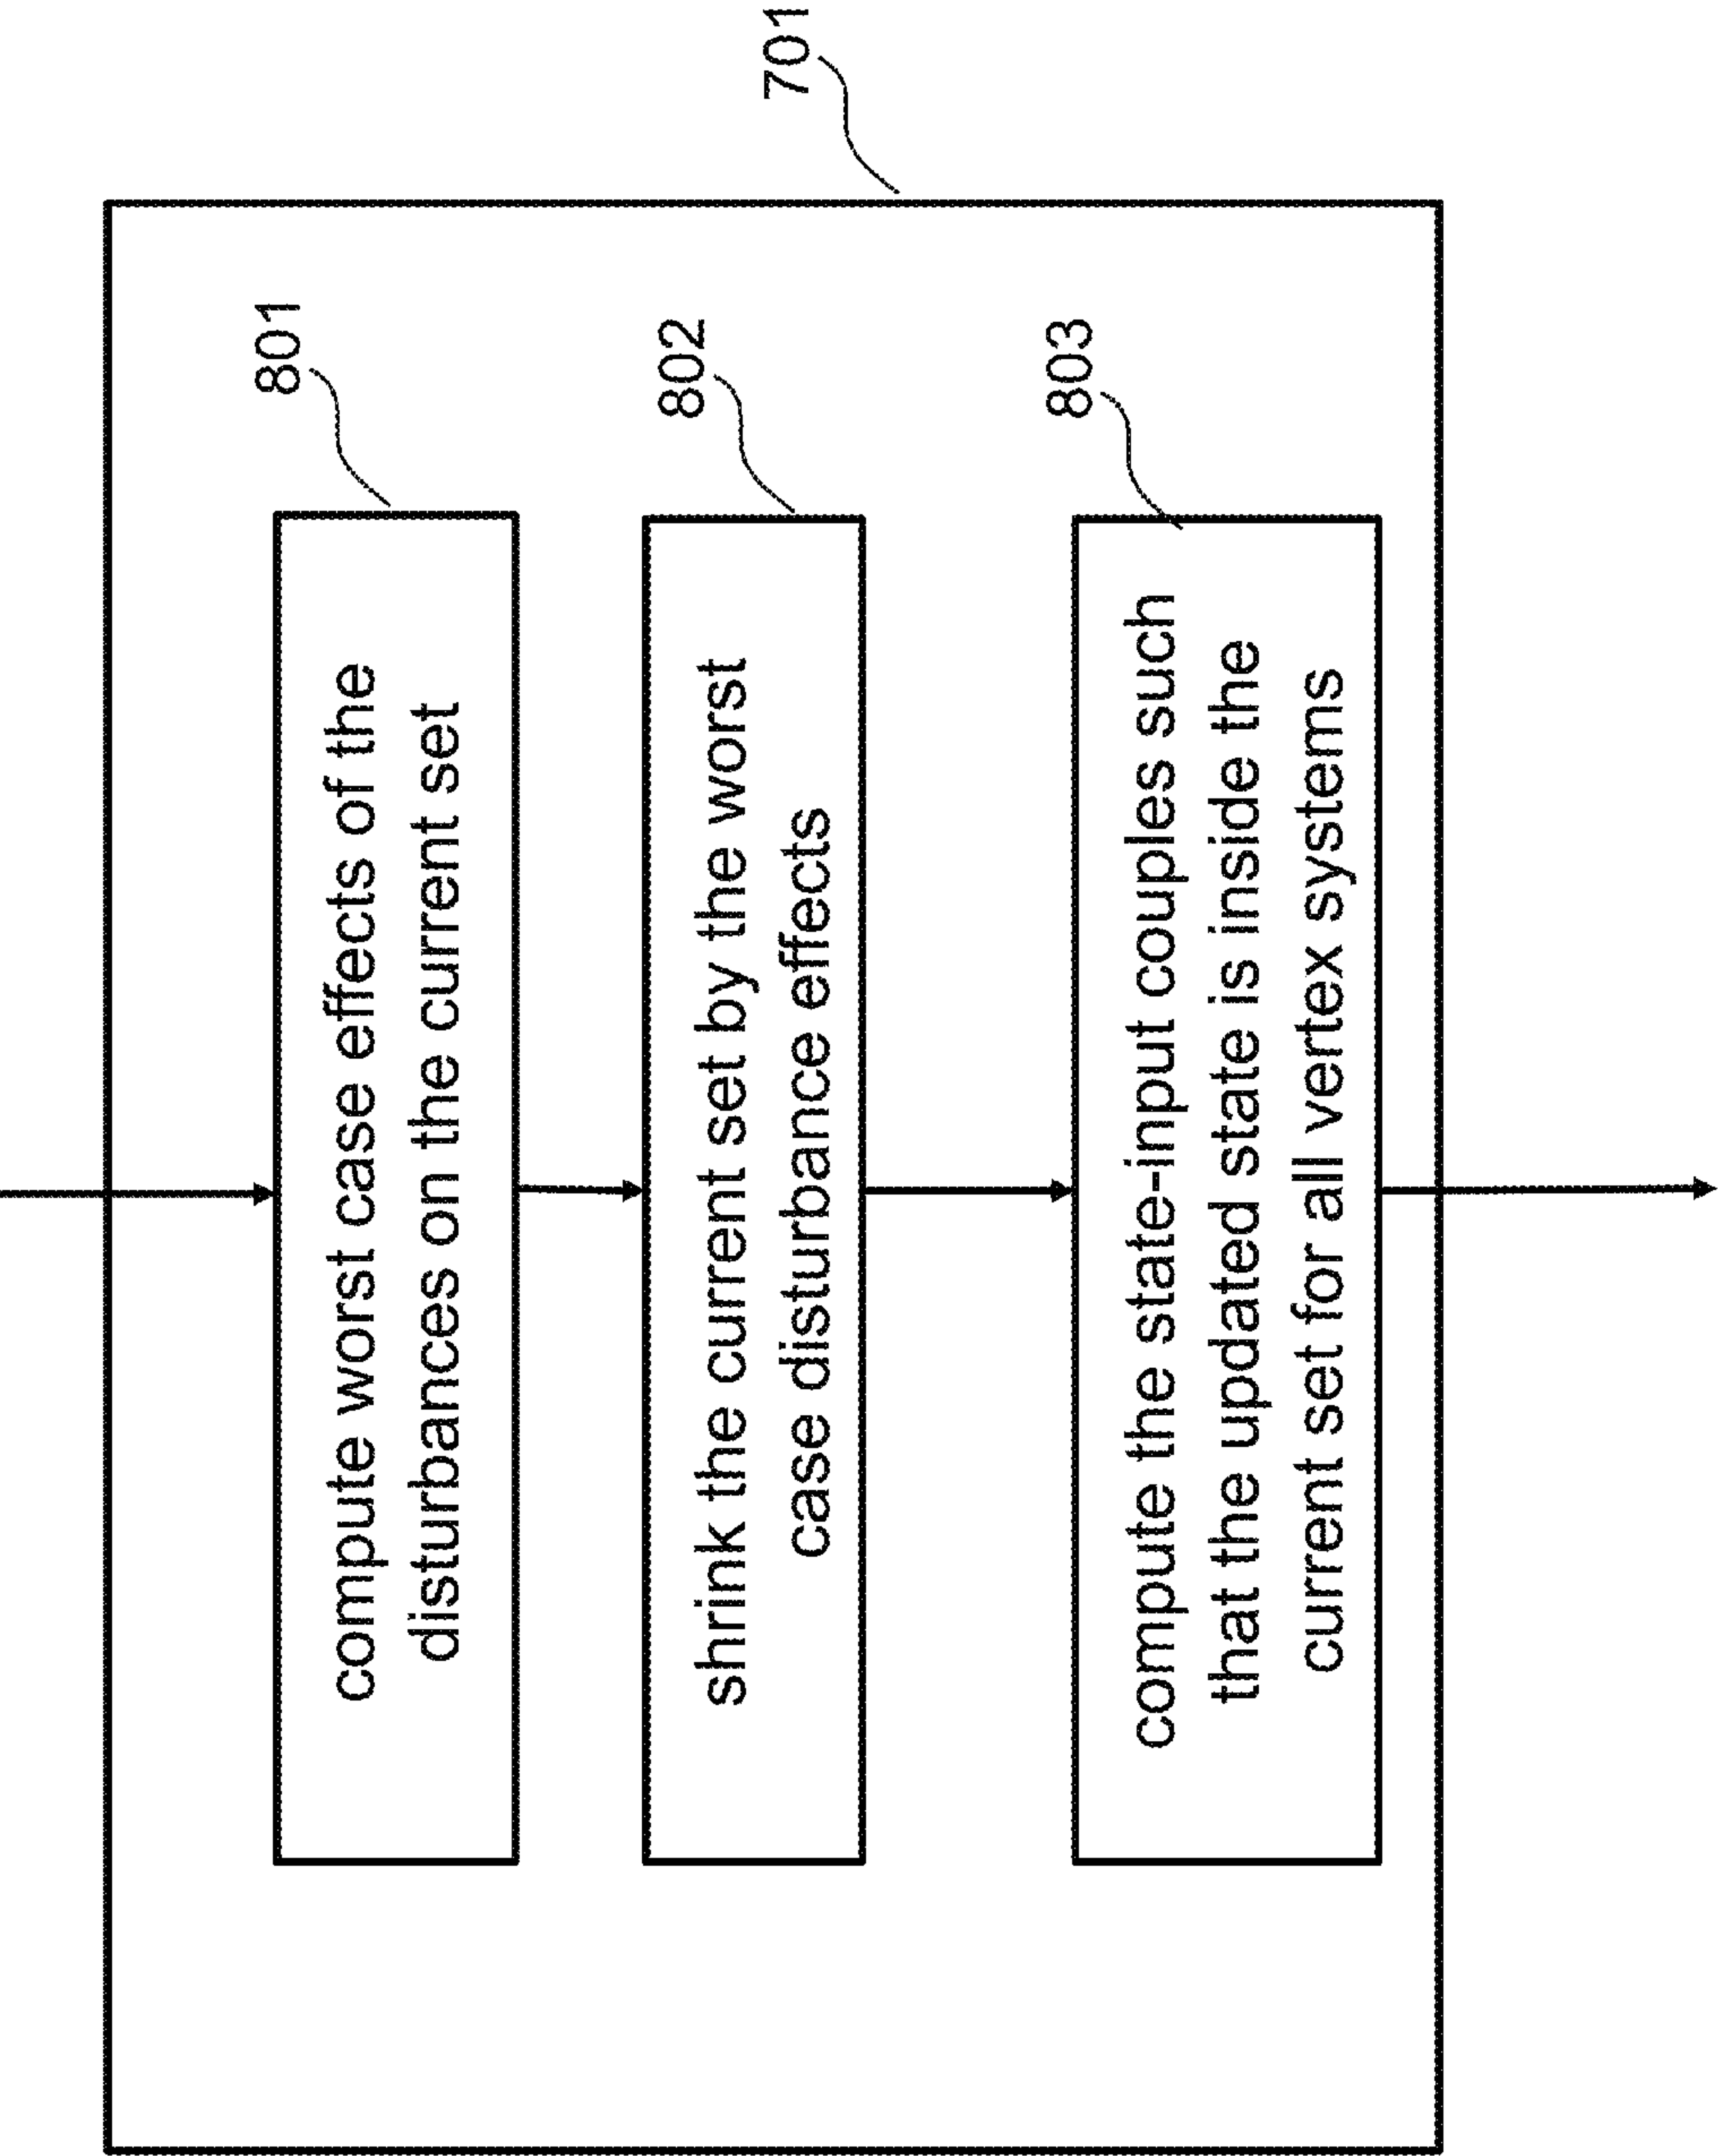 701
801
compute worst case effects of the
disturbances on the current set
802
shrink the current set by the worst
case disturbance effects
803
compute the state-input couples such
that the updated state is inside the
current set for all vertex systems